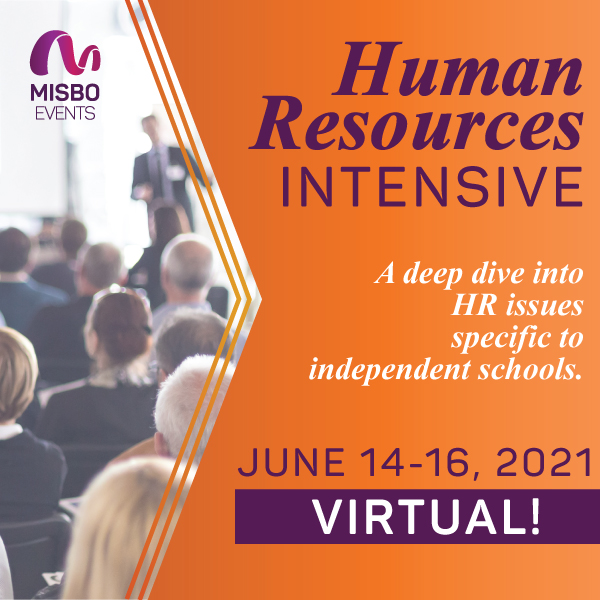 MISBO
EVENTS
Human
Resources
INTENSIVE
A deep dive into
HR issues
specific to
independent schools.
JUNE 14-16, 2021
VIRTUAL!